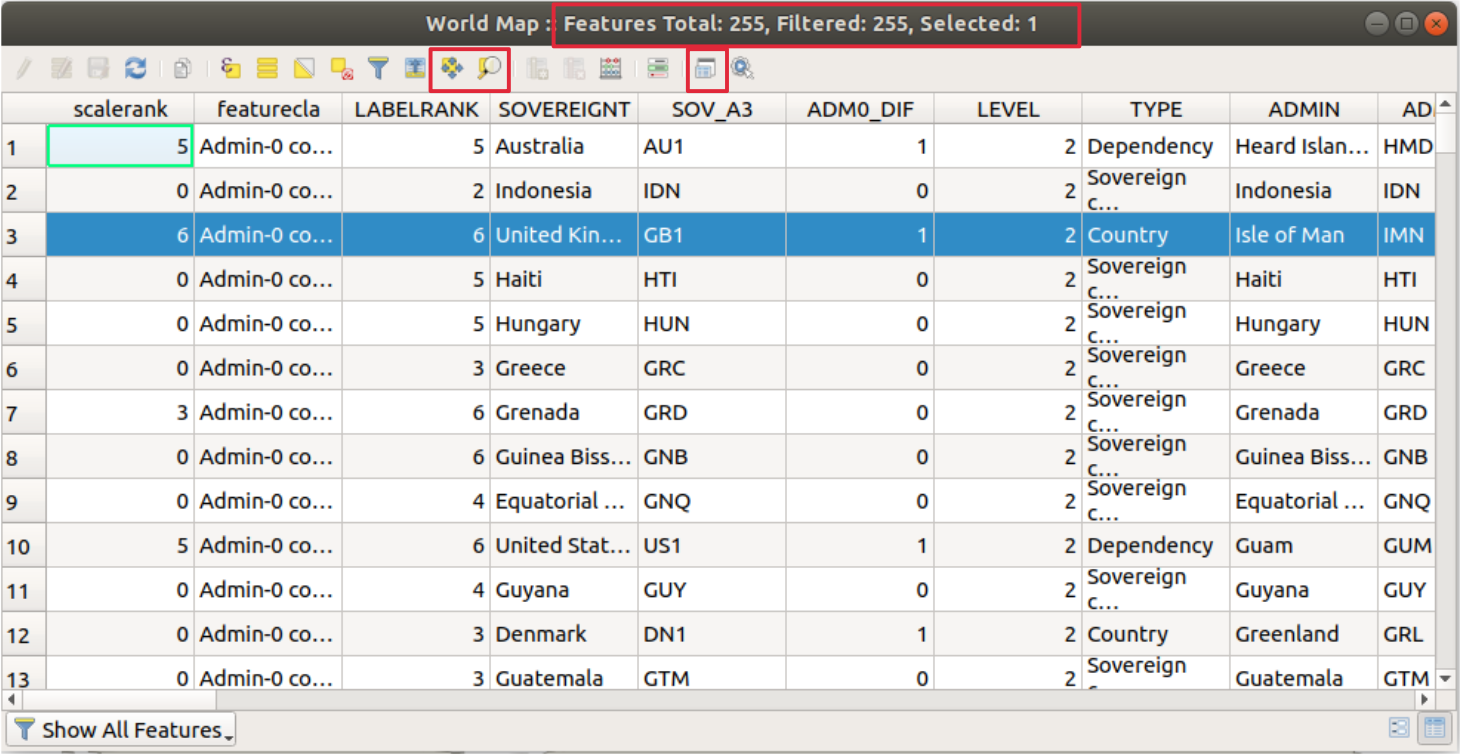 World Map :: Features Total: 255, Filtered: 255, Selected: 1
scalerank featurecla LABELRANK SOVEREIGNT SOV_A3 ADM0_DIF LEVEL TYPE ADMIN AD
1 5 Admin-0 co... 5 Australia AU1 1 2 Dependency Heard Islan... HMD
2 0 Admin-0 co... 2 Indonesia IDN 0 2 Sovereign c... Indonesia IDN
3 6 Admin-0 co... 6 United Kin... GB1 1 2 Country Isle of Man IMN
4 0 Admin-0 co... 5 Haiti HTI 0 2 Sovereign c... Haiti HTI
5 0 Admin-0 co... 5 Hungary HUN 0 2 Sovereign c... Hungary HUN
6 0 Admin-0 co... 3 Greece GRC 0 2 Sovereign c... Greece GRC
7 3 Admin-0 co... 6 Grenada GRD 0 2 Sovereign c... Grenada GRD
8 0 Admin-0 co... 6 Guinea Biss... GNB 0 2 Sovereign c... Guinea Biss... GNB
9 0 Admin-0 co... 4 Equatorial ... GNQ 0 2 Sovereign c... Equatorial ... GNQ
10 5 Admin-0 co... 6 United Stat... US1 1 2 Dependency Guam GUM
11 0 Admin-0 co... 4 Guyana GUY 0 2 Sovereign c... Guyana GUY
12 0 Admin-0 co... 3 Denmark DN1 1 2 Country Greenland GRL
13 0 Admin-0 co... 3 Guatemala GTM 0 2 Sovereign Guatemala GTM
Show All Features